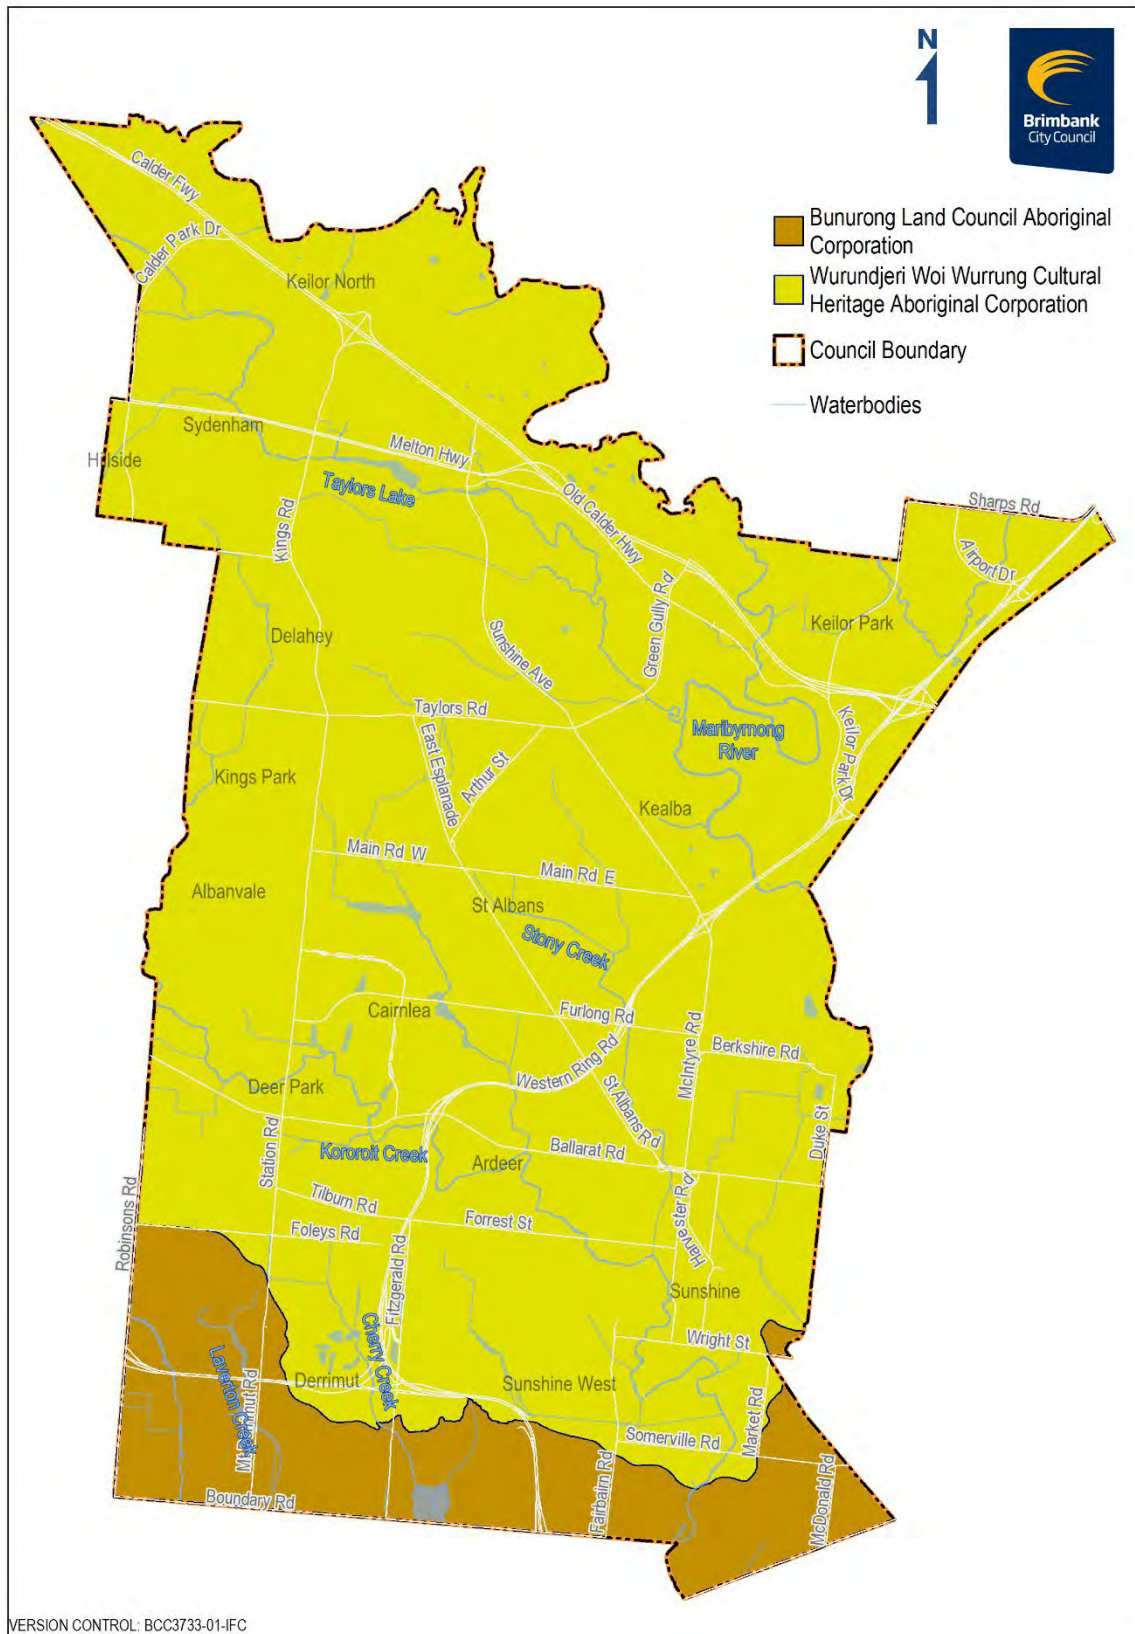 N
Brimbank
City Council
Bunurong Land Council Aboriginal
Corporation
Wurundjeri Woi Wurrung Cultural
Heritage Aboriginal Corporation
Council Boundary
Waterbodies
Calder Fwy
Calder Park Dr
Keilor North
Sydenham
Melton Hwy
Hillside
Taylors Lake
Old Calder Hwy
Sharps Rd
Airport Dr
Kings Rd
Green Gully Rd
Keilor Park
Delahey
Sunshine Ave
Taylors Rd
Maribyrnong
River
Keilor Park Dr
East Esplanade
Arthur St
Kings Park
Kealba
Main Rd W
Main Rd E
Albanvale
St Albans
Stony Creek
Cairnlea
Furlong Rd
McIntyre Rd
Berkshire Rd
Western Ring Rd
Deer Park
St Albans Rd
Duke St
Station Rd
Kororoit Creek
Ardeer
Ballarat Rd
Robinsons Rd
Tilburn Rd
Forrest St
Harvester Rd
Foleys Rd
Fitzgerald Rd
Sunshine
Cherry Creek
Wright St
Laverton Creek
Derrimut
Sunshine West
Market Rd
Somerville Rd
Boundary Rd
Fairbairn Rd
McDonald Rd
VERSION CONTROL: BCC3733-01-IFC